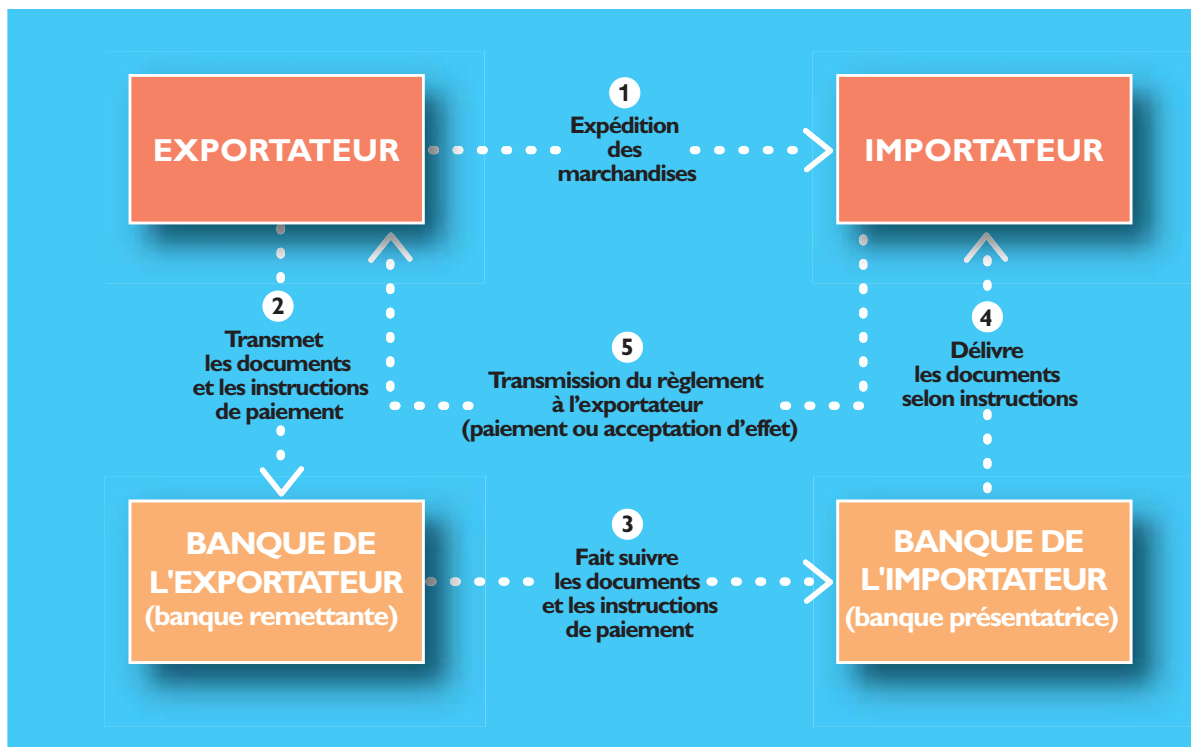 EXPORTATEUR
1
Expédition
des
marchandises
IMPORTATEUR
2
Transmet
les documents
et les instructions
de paiement
5
Transmission du règlement
à l’exportateur
(paiement ou acceptation d’effet)
4
Délivre
les documents
selon instructions
BANQUE DE
L'EXPORTATEUR
(banque remettante)
3
Fait suivre
les documents
et les instructions
de paiement
BANQUE DE
L'IMPORTATEUR
(banque présentatrice)